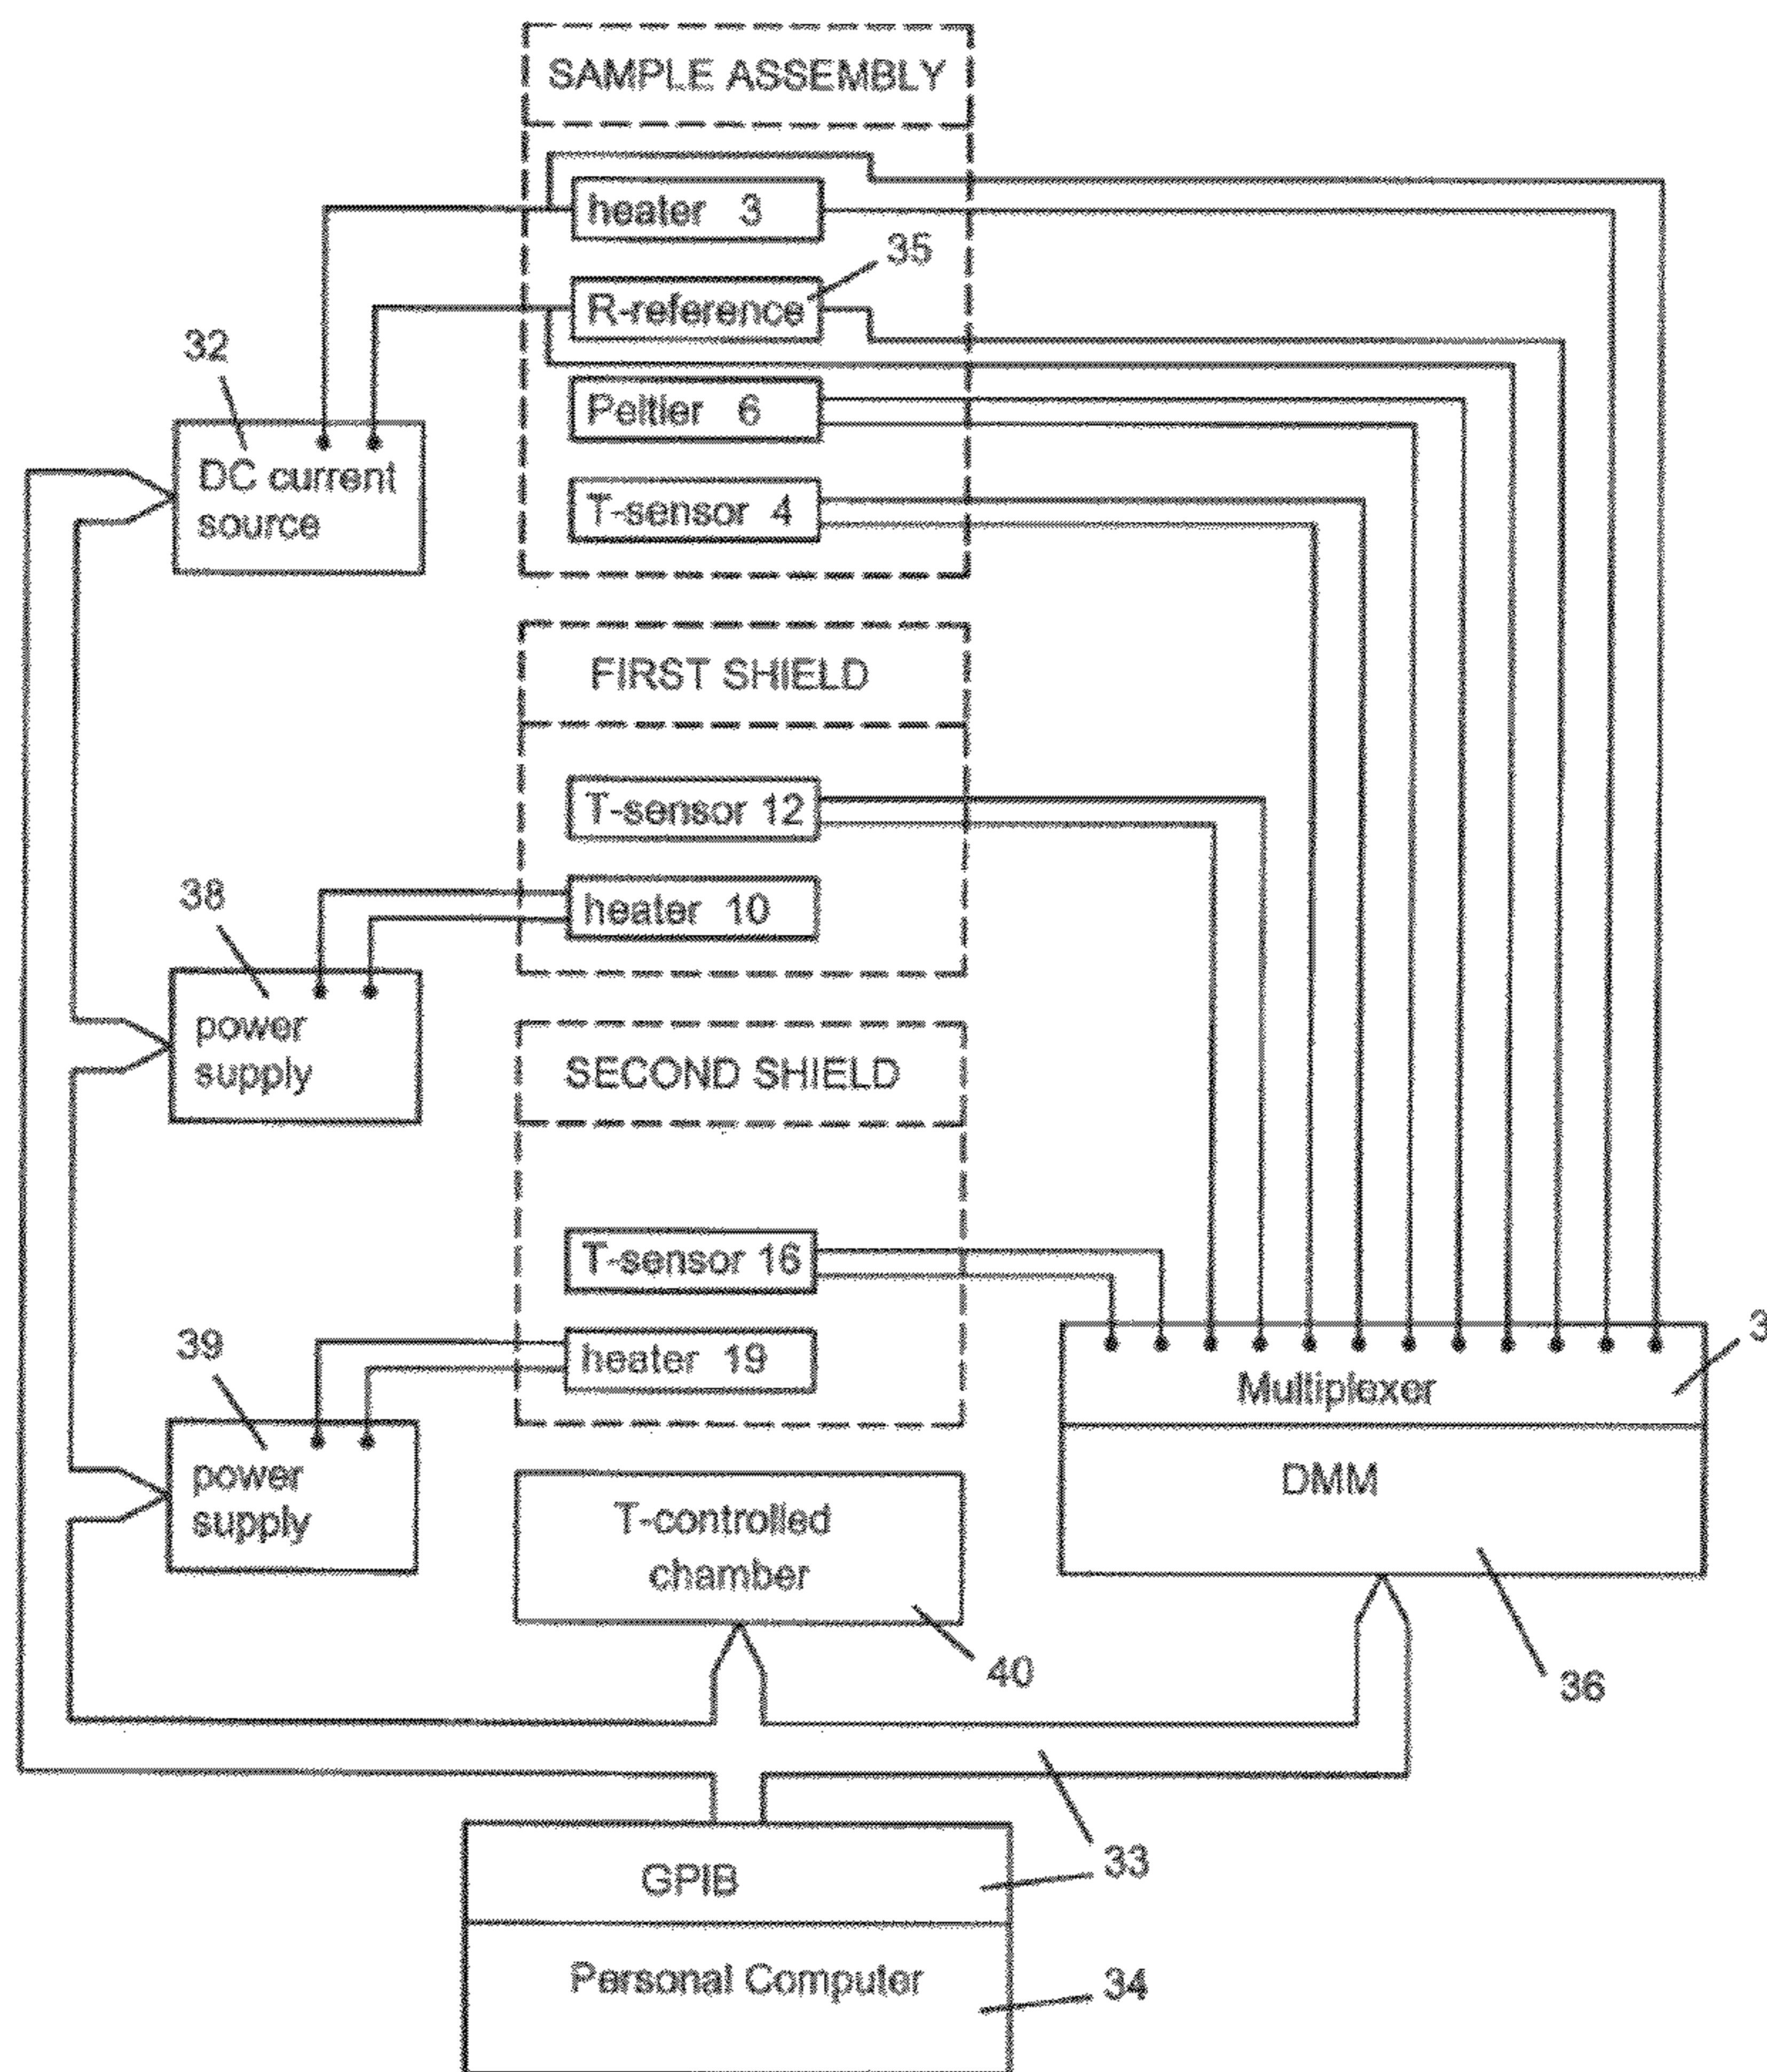 SAMPLE ASSEMBLY
heater 3
35
R-reference
32
Peltier 6
DC current
source
T-sensor 4
FIRST SHIELD
T-sensor 12
38
heater 10
power
supply
SECOND SHIELD
T-sensor 16
39
heater 19
3
Multiplexer
power
supply
DMM
T-controlled
chamber
40
36
33
GPIB
Personal Computer
34